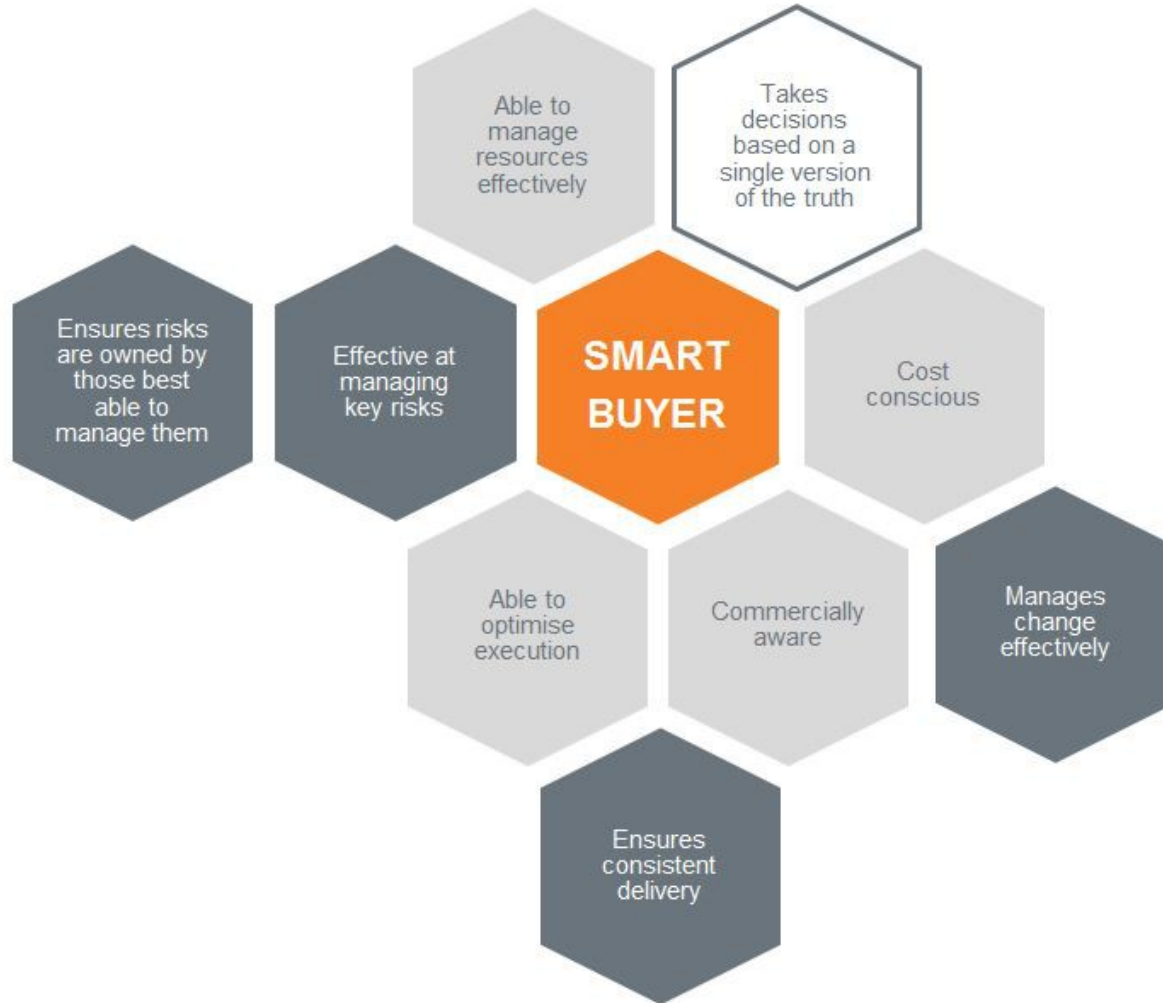 Able to
manage
resources
effectively
Takes
decisions
based on a
single version
of the truth
Ensures risks
are owned by
those best
able to
manage them
Effective at
managing
key risks
SMART
BUYER
Cost
conscious
Able to
optimise
execution
Commercially
aware
Manages
change
effectively
Ensures
consistent
delivery